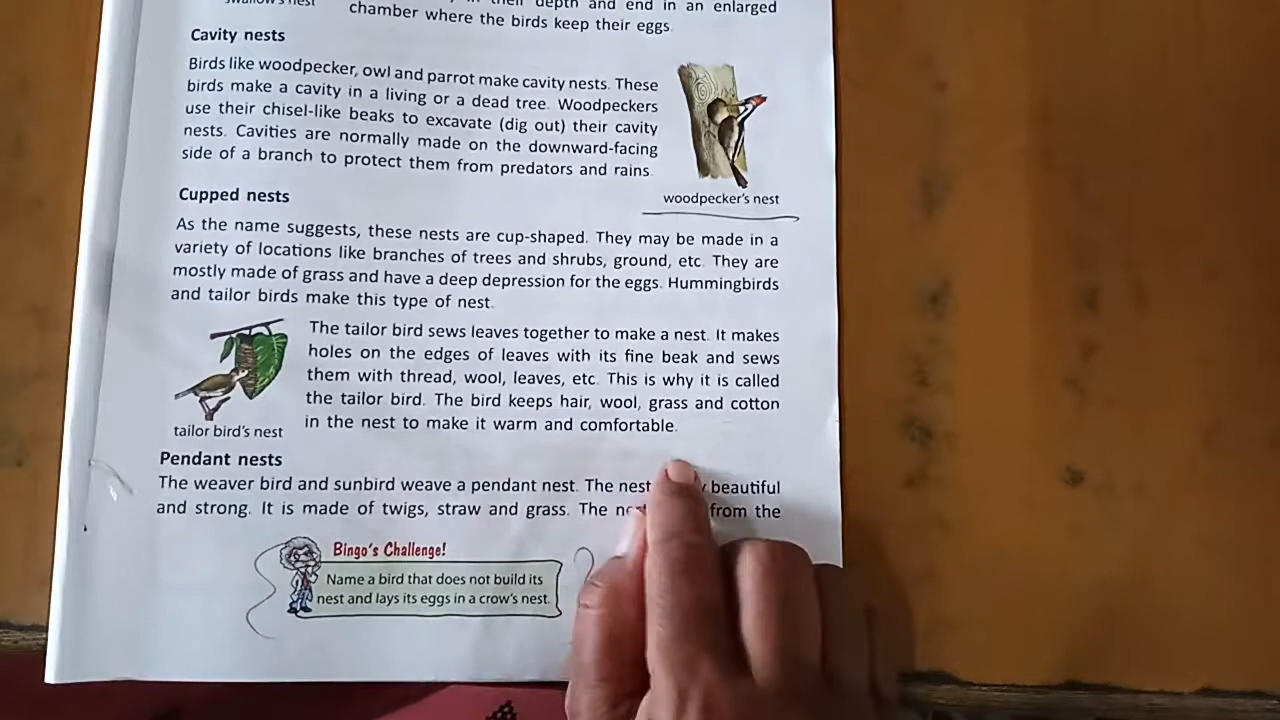 swallow's nest
depth and end in an enlarged
chamber where the birds keep their eggs.
Cavity nests
Birds like woodpecker, owl and parrot make cavity nests. These
birds make a cavity in a living or a dead tree. Woodpeckers
use their chisel-like beaks to excavate (dig out) their cavity
nests. Cavities are normally made on the downward-facing
side of a branch to protect them from predators and rains.
woodpecker's nest
Cupped nests
As the name suggests, these nests are cup-shaped. They may be made in a
variety of locations like branches of trees and shrubs, ground, etc. They are
mostly made of grass and have a deep depression for the eggs. Hummingbirds
and tailor birds make this type of nest.
The tailor bird sews leaves together to make a nest. It makes
holes on the edges of leaves with its fine beak and sews
them with thread, wool, leaves, etc. This is why it is called
the tailor bird. The bird keeps hair, wool, grass and cotton
in the nest to make it warm and comfortable.
tailor bird's nest
Pendant nests
The weaver bird and sunbird weave a pendant nest. The nest beautiful
and strong. It is made of twigs, straw and grass. The from the
Bingo's Challenge!
Name a bird that does not build its
nest and lays its eggs in a crow's nest.